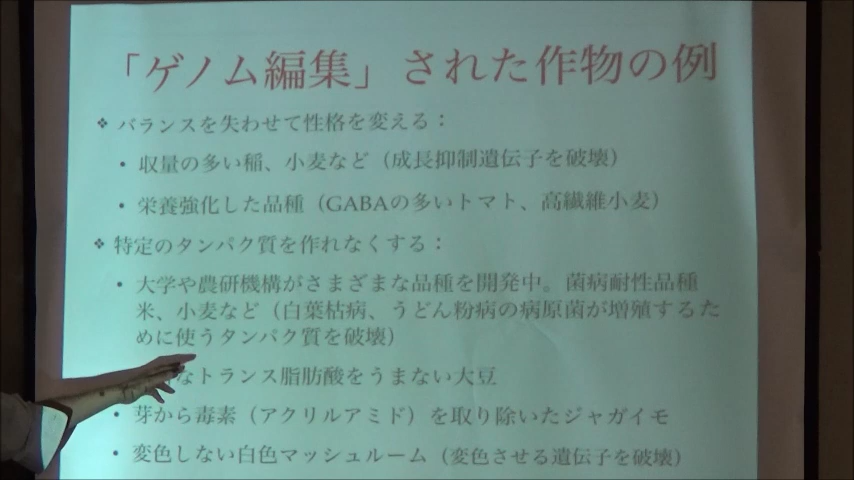 「ゲノム編集」された作物の例
❖ バランスを失わせて性格を変える：
• 収量の多い稲、小麦など（成長抑制遺伝子を破壊）
• 栄養強化した品種（GABAの多いトマト、高繊維小麦）
❖ 特定のタンパク質を作れなくする：
• 大学や農研機構がさまざまな品種を開発中。菌病耐性品種
米、小麦など（白葉枯病、うどん粉病の病原菌が増殖するた
めに使うタンパク質を破壊）
なトランス脂肪酸をうまない大豆
• 芽から毒素（アクリルアミド）を取り除いたジャガイモ
• 変色しない白色マッシュルーム（変色させる遺伝子を破壊）